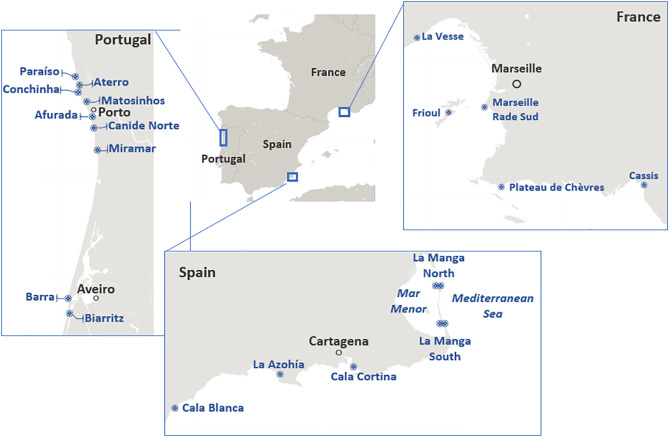 Portugal
Paraíso
Aterro
Conchinha
Matosinhos
Porto
Afurada
Canide Norte
Miramar
Aveiro
Barra
Biarritz
France
Spain
Portugal
France
La Vesse
Marseille
Frioul
Marseille
Rade Sud
Plateau de Chèvres
Cassis
Spain
La Manga
North
Mar
Menor
Mediterranean
Sea
La Manga
South
Cartagena
La Azohía
Cala Cortina
Cala Blanca